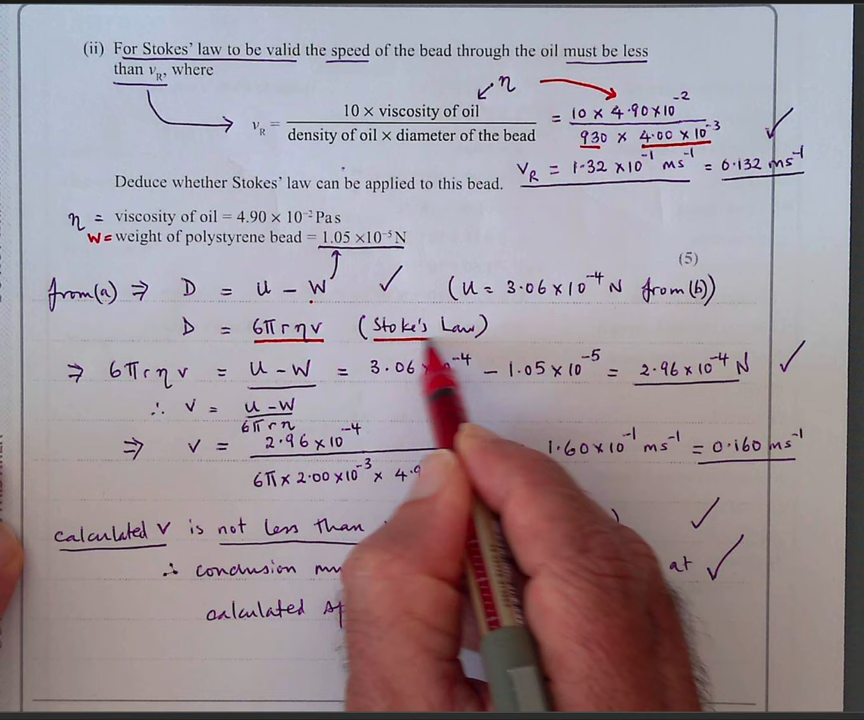 (ii) For Stokes' law to be valid the speed of the bead through the oil must be less
than vR, where
η
vR = 10 × viscosity of oil / density of oil × diameter of the bead = 10 × 4.90×10⁻² / 930 × 4.00 × 10⁻³ ✓
Deduce whether Stokes' law can be applied to this bead. VR = 1.32 ×10⁻¹ ms⁻¹ = 0.132 ms⁻¹
η = viscosity of oil = 4.90 × 10⁻² Pa s
W = weight of polystyrene bead = 1.05 ×10⁻⁵ N
(5)
from(a) ⇒ D = U − W ✓ (U = 3.06×10⁻⁴ N from(b))
D = 6πrηv (Stoke's Law)
⇒ 6πrηv = U − W = 3.06 ⁻⁴ − 1.05 × 10⁻⁵ = 2.96×10⁻⁴ N ✓
∴ v = U−W / 6πrη
⇒ v = 2.96 × 10⁻⁴ / 6π × 2.00×10⁻³ × 4.9 1.60×10⁻¹ ms⁻¹ = 0.160 ms⁻¹
calculated v is not less than ) ✓
∴ conclusion at ✓
calculated